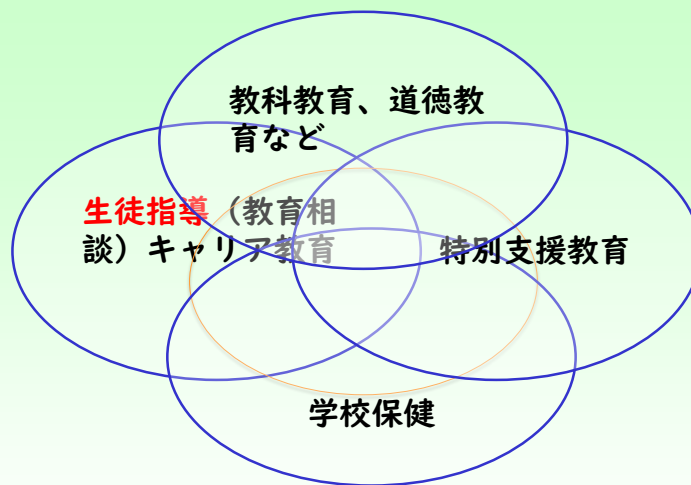 教科教育、道徳教
育など
生徒指導（教育相
談）キャリア教育
特別支援教育
学校保健